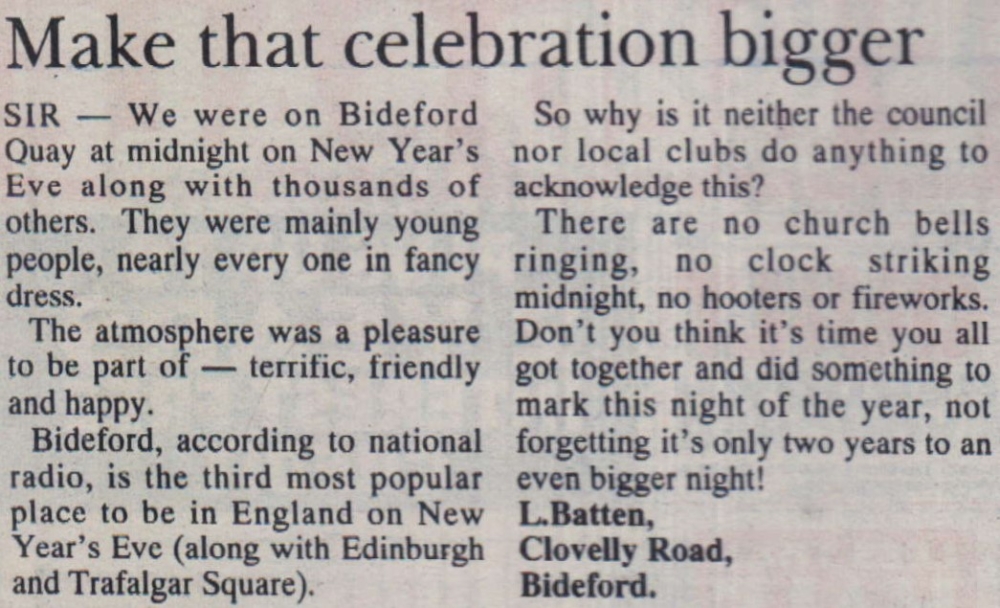 Make that celebration bigger
SIR — We were on Bideford
Quay at midnight on New Year's
Eve along with thousands of
others. They were mainly young
people, nearly every one in fancy
dress.
The atmosphere was a pleasure
to be part of — terrific, friendly
and happy.
Bideford, according to national
radio, is the third most popular
place to be in England on New
Year's Eve (along with Edinburgh
and Trafalgar Square).
So why is it neither the council
nor local clubs do anything to
acknowledge this?
There are no church bells
ringing, no clock striking
midnight, no hooters or fireworks.
Don't you think it's time you all
got together and did something to
mark this night of the year, not
forgetting it's only two years to an
even bigger night!
L.Batten,
Clovelly Road,
Bideford.